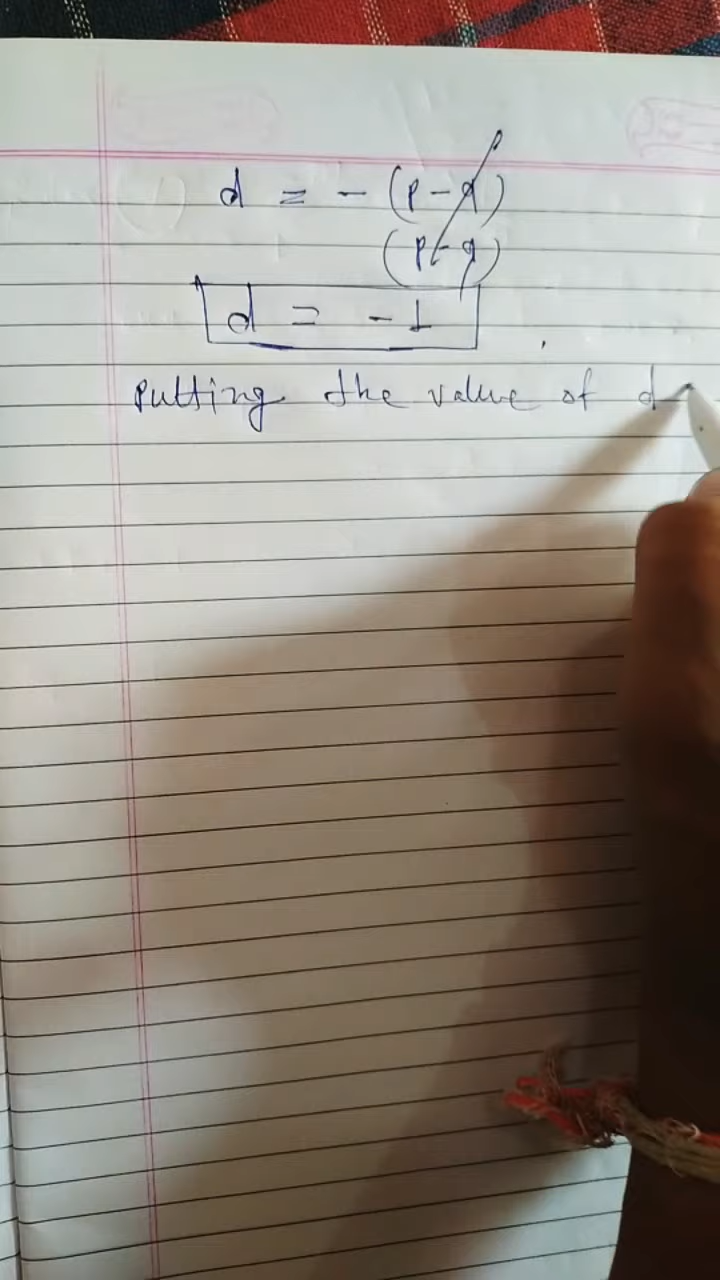 d = - (p - q)
(p - q)
d = - 1
Putting the value of d